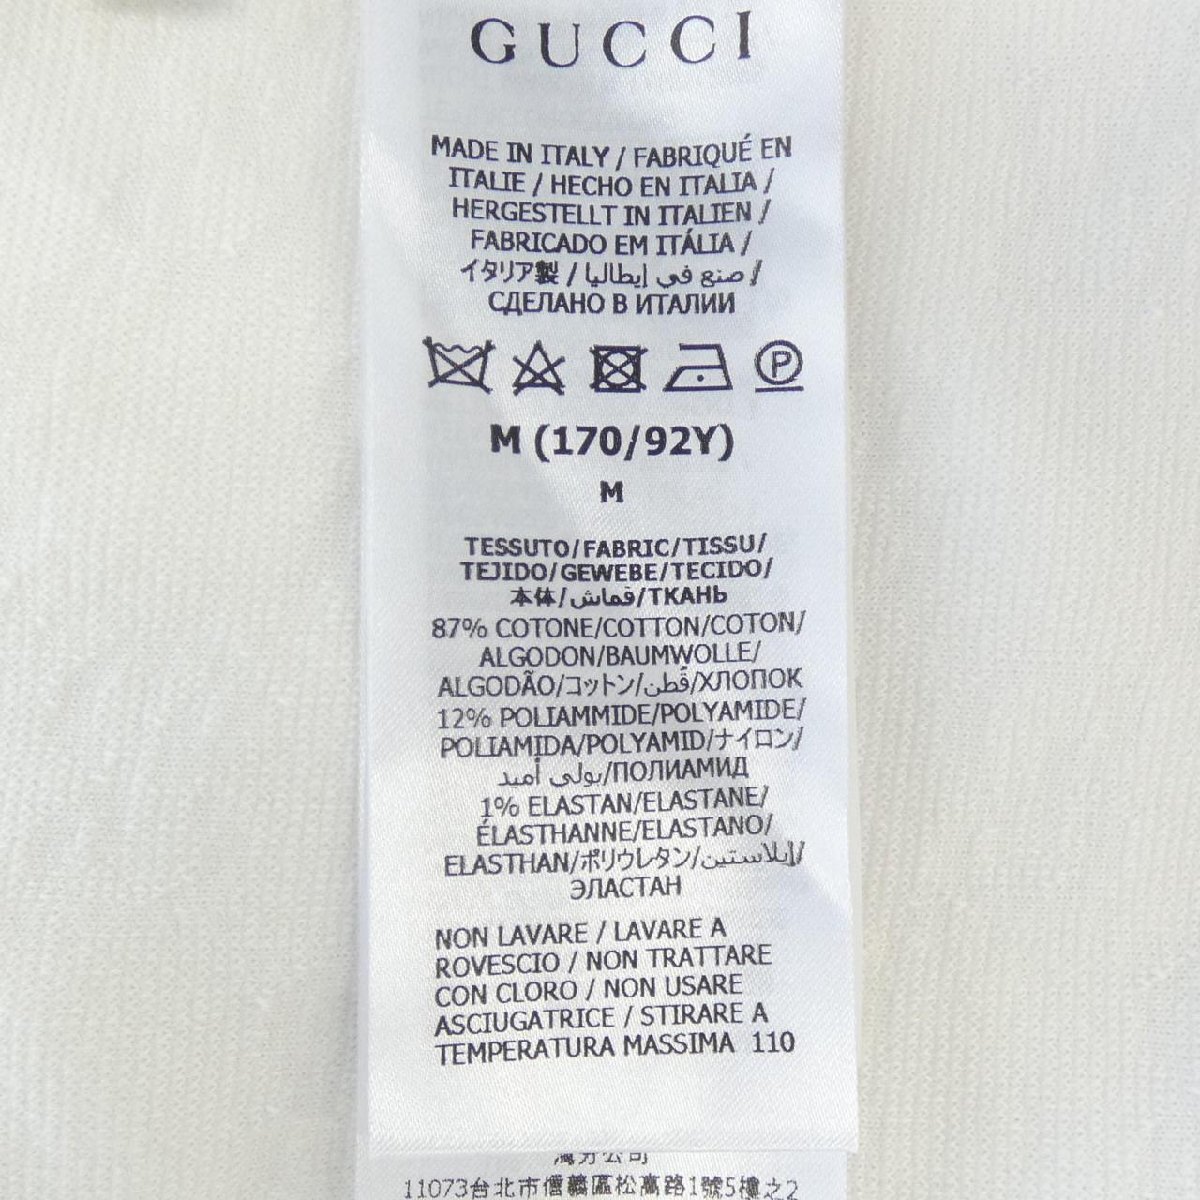 GUCCI
MADE IN ITALY / FABRIQUÉ EN
ITALIE / HECHO EN ITALIA /
HERGESTELLT IN ITALIEN /
FABRICADO EM ITÁLIA /
イタリア製 / صنع في إيطاليا /
СДЕЛАНО В ИТАЛИИ
P
M (170/92Y)
M
TESSUTO/FABRIC/TISSU/
TEJIDO/GEWEBE/TECIDO/
本体/قماش/ТКАНЬ
87% COTONE/COTTON/COTON/
ALGODON/BAUMWOLLE/
ALGODÃO/コットン/قطن/ХЛОПОК
12% POLIAMMIDE/POLYAMIDE/
POLIAMIDA/POLYAMID/ナイロン/
بولي أميد/ПОЛИАМИД
1% ELASTAN/ELASTANE/
ÉLASTHANNE/ELASTANO/
ELASTHAN/ポリウレタン/إيلاستين/
ЭЛАСТАН
NON LAVARE / LAVARE A
ROVESCIO / NON TRATTARE
CON CLORO / NON USARE
ASCIUGATRICE / STIRARE A
TEMPERATURA MASSIMA 110
公司
11073台北市信義區松高路1號5樓之2